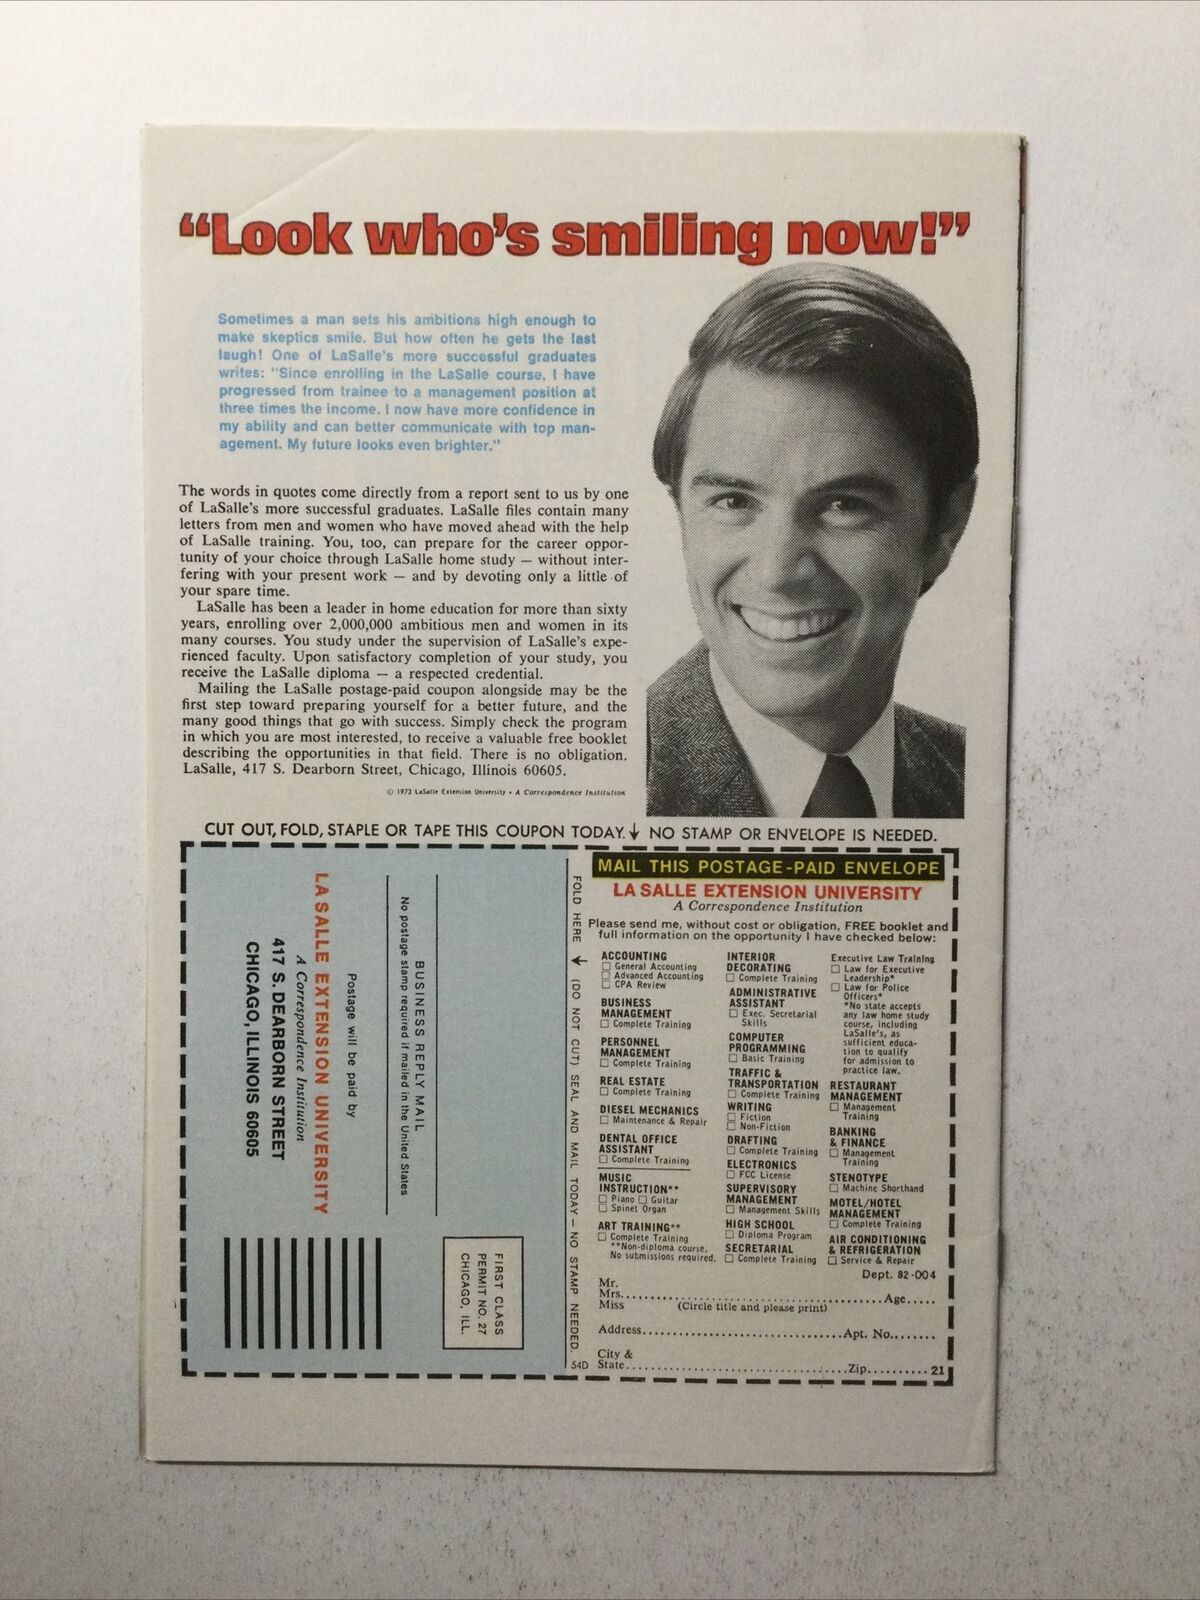 “Look who’s smiling now!”
Sometimes a man sets his ambitions high enough to
make skeptics smile. But how often he gets the last
laugh! One of LaSalle's more successful graduates
writes: "Since enrolling in the LaSalle course, I have
progressed from trainee to a management position at
three times the income. I now have more confidence in
my ability and can better communicate with top man-
agement. My future looks even brighter."
The words in quotes come directly from a report sent to us by one
of LaSalle's more successful graduates. LaSalle files contain many
letters from men and women who have moved ahead with the help
of LaSalle training. You, too, can prepare for the career oppor-
tunity of your choice through LaSalle home study — without inter-
fering with your present work — and by devoting only a little of
your spare time.
LaSalle has been a leader in home education for more than sixty
years, enrolling over 2,000,000 ambitious men and women in its
many courses. You study under the supervision of LaSalle's expe-
rienced faculty. Upon satisfactory completion of your study, you
receive the LaSalle diploma — a respected credential.
Mailing the LaSalle postage-paid coupon alongside may be the
first step toward preparing yourself for a better future, and the
many good things that go with success. Simply check the program
in which you are most interested, to receive a valuable free booklet
describing the opportunities in that field. There is no obligation.
LaSalle, 417 S. Dearborn Street, Chicago, Illinois 60605.
© 1973 LaSalle Extension University • A Correspondence Institution
CUT OUT, FOLD, STAPLE OR TAPE THIS COUPON TODAY. ↓ NO STAMP OR ENVELOPE IS NEEDED.
BUSINESS REPLY MAIL
No postage stamp required if mailed in the United States
Postage will be paid by
LA SALLE EXTENSION UNIVERSITY
A Correspondence Institution
417 S. DEARBORN STREET
CHICAGO, ILLINOIS 60605
FIRST CLASS
PERMIT NO. 27
CHICAGO, ILL.
FOLD HERE ← (DO NOT CUT) SEAL AND MAIL TODAY — NO STAMP NEEDED.
54D
MAIL THIS POSTAGE-PAID ENVELOPE
LA SALLE EXTENSION UNIVERSITY
A Correspondence Institution
Please send me, without cost or obligation, FREE booklet and
full information on the opportunity I have checked below:
ACCOUNTING
☐ General Accounting
☐ Advanced Accounting
☐ CPA Review
BUSINESS
MANAGEMENT
☐ Complete Training
PERSONNEL
MANAGEMENT
☐ Complete Training
REAL ESTATE
☐ Complete Training
DIESEL MECHANICS
☐ Maintenance & Repair
DENTAL OFFICE
ASSISTANT
☐ Complete Training
MUSIC
INSTRUCTION**
☐ Piano ☐ Guitar
☐ Spinet Organ
ART TRAINING**
☐ Complete Training
**Non-diploma course.
No submissions required.
INTERIOR
DECORATING
☐ Complete Training
ADMINISTRATIVE
ASSISTANT
☐ Exec. Secretarial
Skills
COMPUTER
PROGRAMMING
☐ Basic Training
TRAFFIC &
TRANSPORTATION
☐ Complete Training
WRITING
☐ Fiction
☐ Non-Fiction
DRAFTING
☐ Complete Training
ELECTRONICS
☐ FCC License
SUPERVISORY
MANAGEMENT
☐ Management Skills
HIGH SCHOOL
☐ Diploma Program
SECRETARIAL
☐ Complete Training
Executive Law Training
☐ Law for Executive
Leadership*
☐ Law for Police
Officers*
*No state accepts
any law home study
course, including
LaSalle's, as
sufficient educa-
tion to qualify
for admission to
practice law.
RESTAURANT
MANAGEMENT
☐ Management
Training
BANKING
& FINANCE
☐ Management
Training
STENOTYPE
☐ Machine Shorthand
MOTEL/HOTEL
MANAGEMENT
☐ Complete Training
AIR CONDITIONING
& REFRIGERATION
☐ Service & Repair
Dept. 82-004
Mr.
Mrs. Age
Miss (Circle title and please print)
Address Apt. No.
City &
State Zip 21